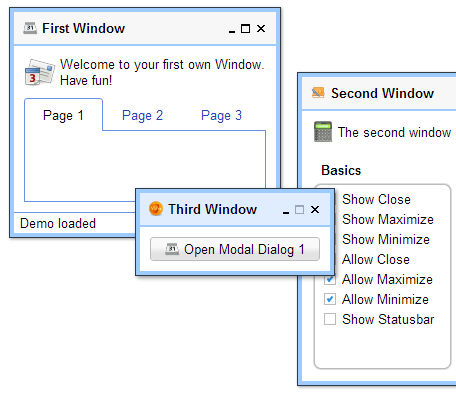 First Window
Welcome to your first own Window.
Have fun!
3
Page 1
Page 2
Page 3
Demo loaded
Third Window
31
Open Modal Dialog 1
Second Window
The second window
Basics
Show Close
Show Maximize
Show Minimize
Allow Close
Allow Maximize
Allow Minimize
Show Statusbar